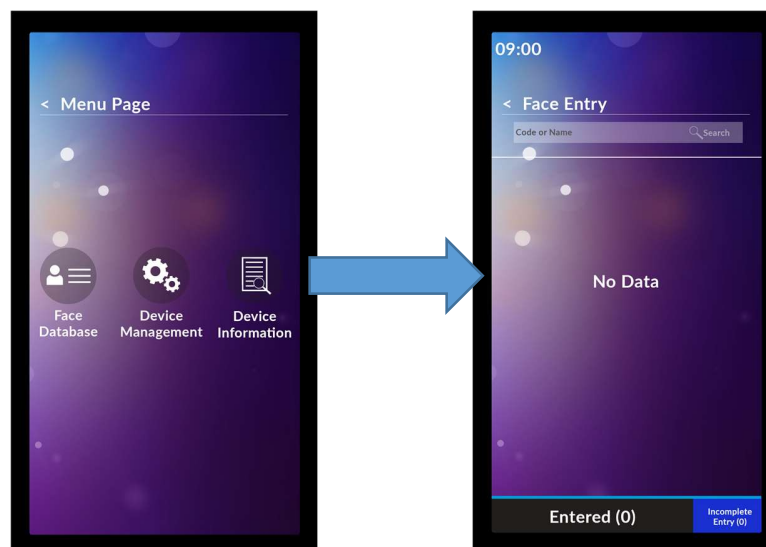 < Menu Page
Face
Database
Device
Management
Device
Information
09:00
< Face Entry
Code or Name
Search
No Data
Entered (0)
Incomplete
Entry (0)